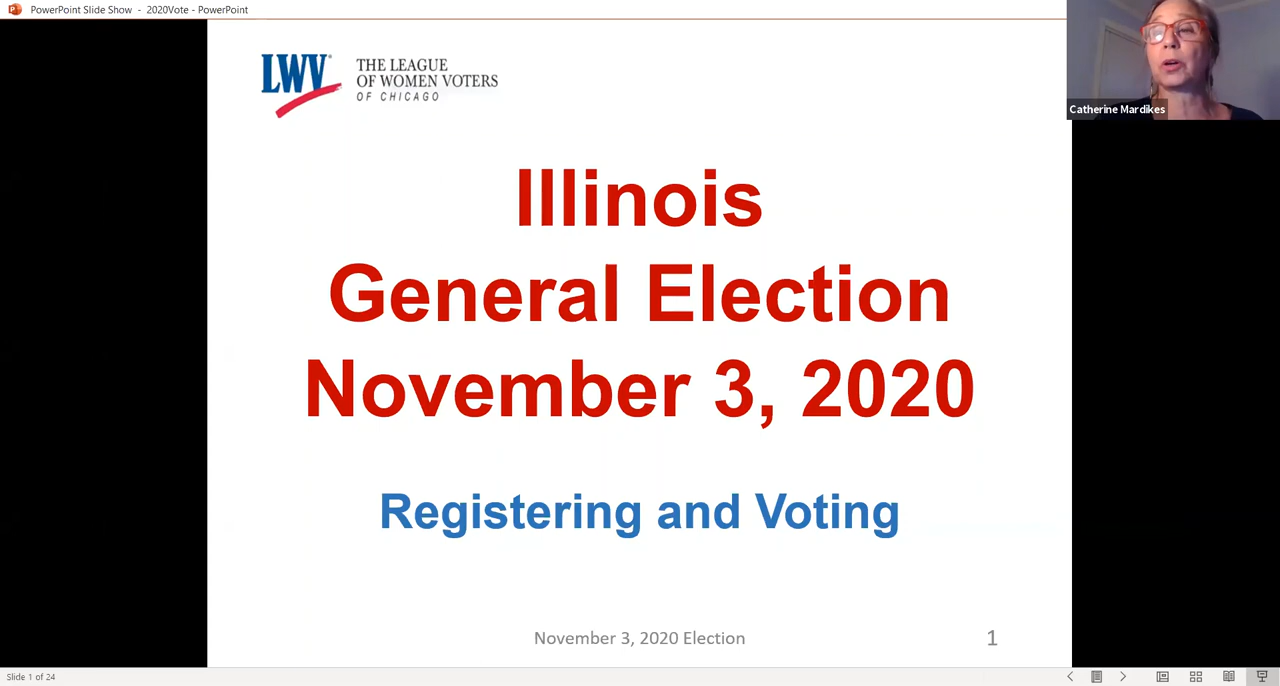 PowerPoint Slide Show - 2020Vote - PowerPoint
LWV
THE LEAGUE
OF WOMEN VOTERS
OF CHICAGO
Catherine Mardikes
Illinois
General Election
November 3, 2020
Registering and Voting
November 3, 2020 Election
1
Slide 1 of 24